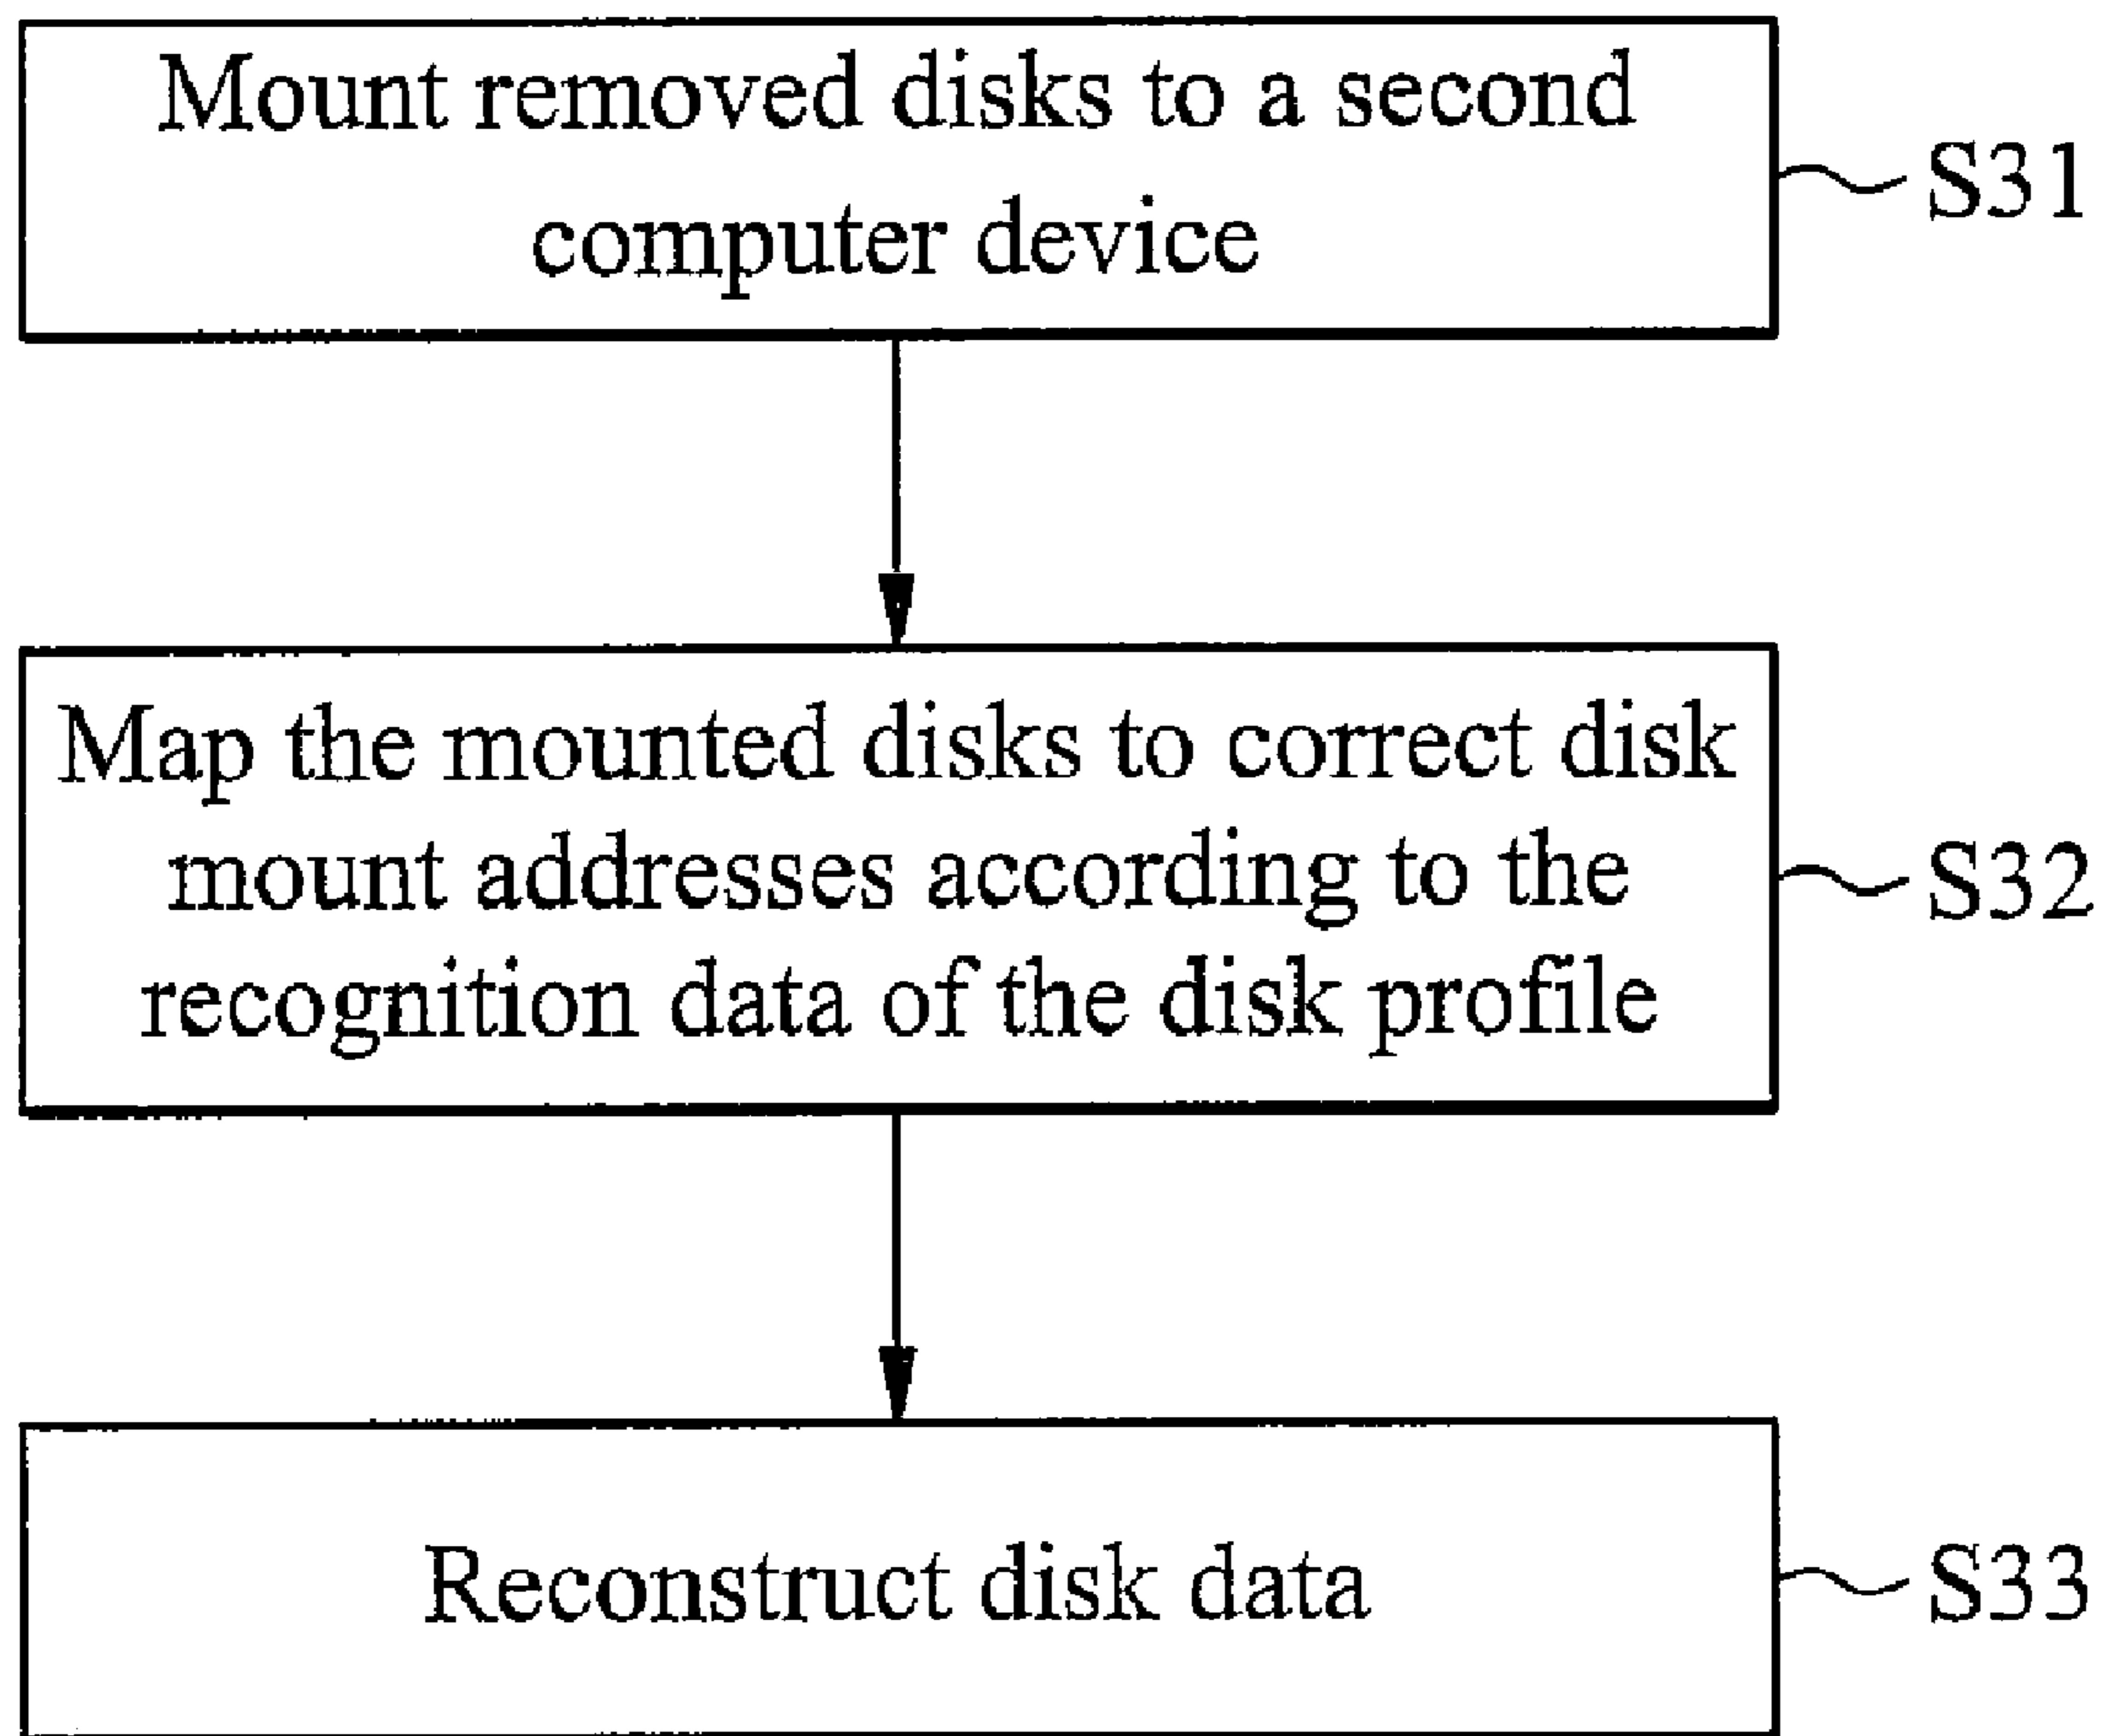 Mount removed disks to a second
computer device
S31
Map the mounted disks to correct disk
mount addresses according to the
recognition data of the disk profile
S32
Reconstruct disk data
S33